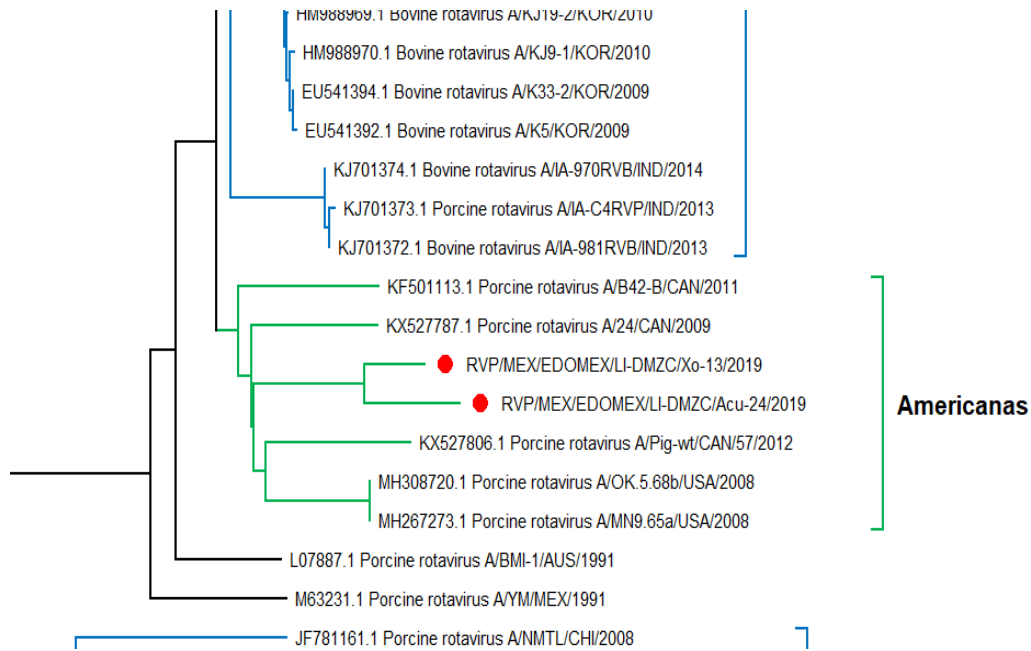 HM988969.1 Bovine rotavirus A/KJ19-2/KOR/2010
HM988970.1 Bovine rotavirus A/KJ9-1/KOR/2010
EU541394.1 Bovine rotavirus A/K33-2/KOR/2009
EU541392.1 Bovine rotavirus A/K5/KOR/2009
KJ701374.1 Bovine rotavirus A/IA-970RVB/IND/2014
KJ701373.1 Porcine rotavirus A/IA-C4RVP/IND/2013
KJ701372.1 Bovine rotavirus A/IA-981RVB/IND/2013
KF501113.1 Porcine rotavirus A/B42-B/CAN/2011
KX527787.1 Porcine rotavirus A/24/CAN/2009
RVP/MEX/EDOMEX/LI-DMZC/Xo-13/2019
RVP/MEX/EDOMEX/LI-DMZC/Acu-24/2019
Americanas
KX527806.1 Porcine rotavirus A/Pig-wt/CAN/57/2012
MH308720.1 Porcine rotavirus A/OK.5.68b/USA/2008
MH267273.1 Porcine rotavirus A/MN9.65a/USA/2008
L07887.1 Porcine rotavirus A/BMI-1/AUS/1991
M63231.1 Porcine rotavirus A/YM/MEX/1991
JF781161.1 Porcine rotavirus A/NMTL/CHI/2008